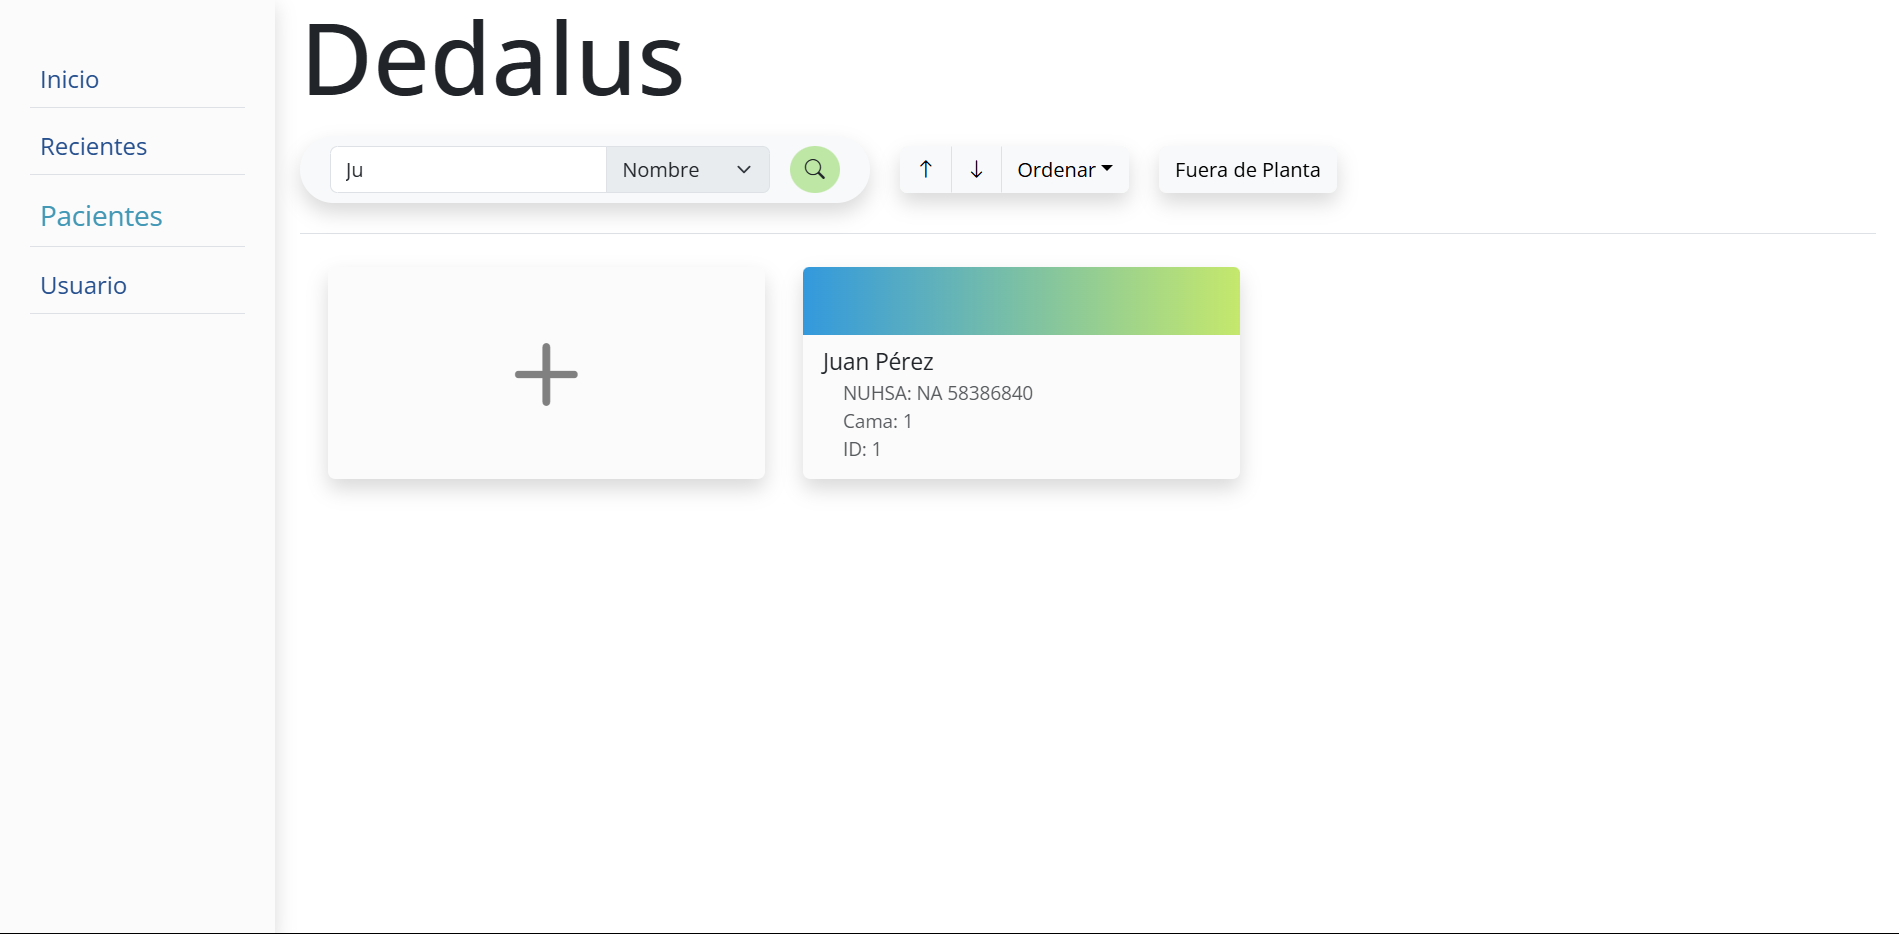 Inicio
Recientes
Pacientes
Usuario
Dedalus
Ju
Nombre
Ordenar
Fuera de Planta
Juan Pérez
NUHSA: NA 58386840
Cama: 1
ID: 1